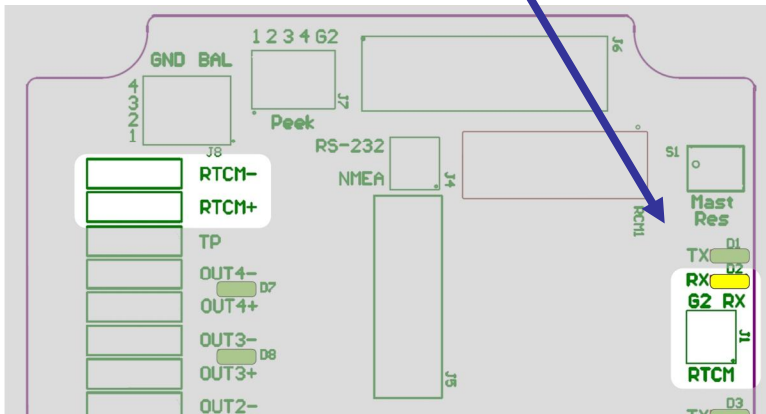 1 2 3 4 G2
GND BAL
4
3
2
1
J8
J7
Peek
J6
RS-232
NMEA
J4
RCM1
S1
Mast
Res
RTCM-
RTCM+
TP
OUT4-
D7
OUT4+
OUT3-
D8
OUT3+
OUT2-
J5
D1
TX
D2
RX
G2 RX
J1
RTCM
D3
TX